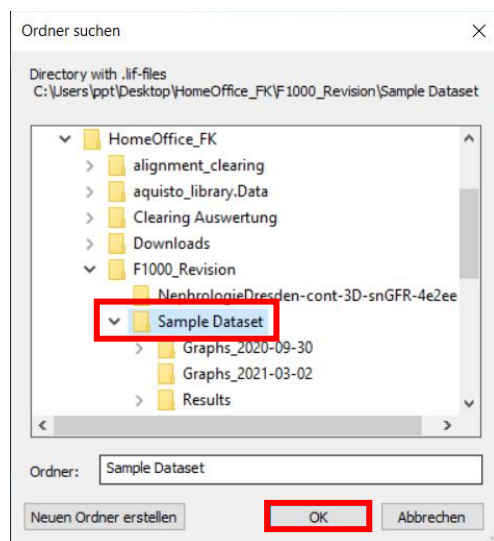 Ordner suchen
Directory with .lif-files
C:\Users\ppt\Desktop\HomeOffice_FK\F1000_Revision\Sample Dataset
HomeOffice_FK
alignment_clearing
aquisto_library.Data
Clearing Auswertung
Downloads
F1000_Revision
NephrologieDresden-cont-3D-snGFR-4e2ee
Sample Dataset
Graphs_2020-09-30
Graphs_2021-03-02
Results
Ordner: Sample Dataset
Neuen Ordner erstellen OK Abbrechen